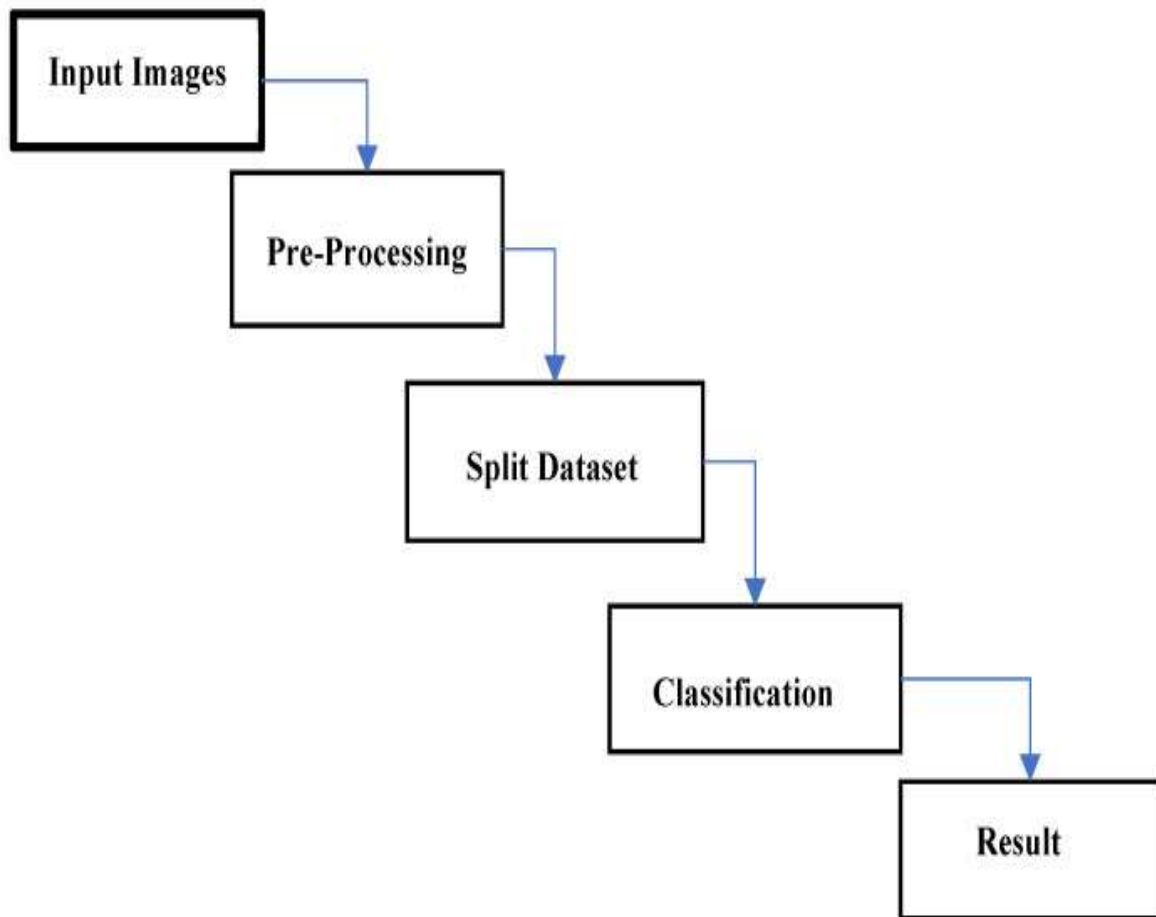 Input Images
Pre-Processing
Split Dataset
Classification
Result